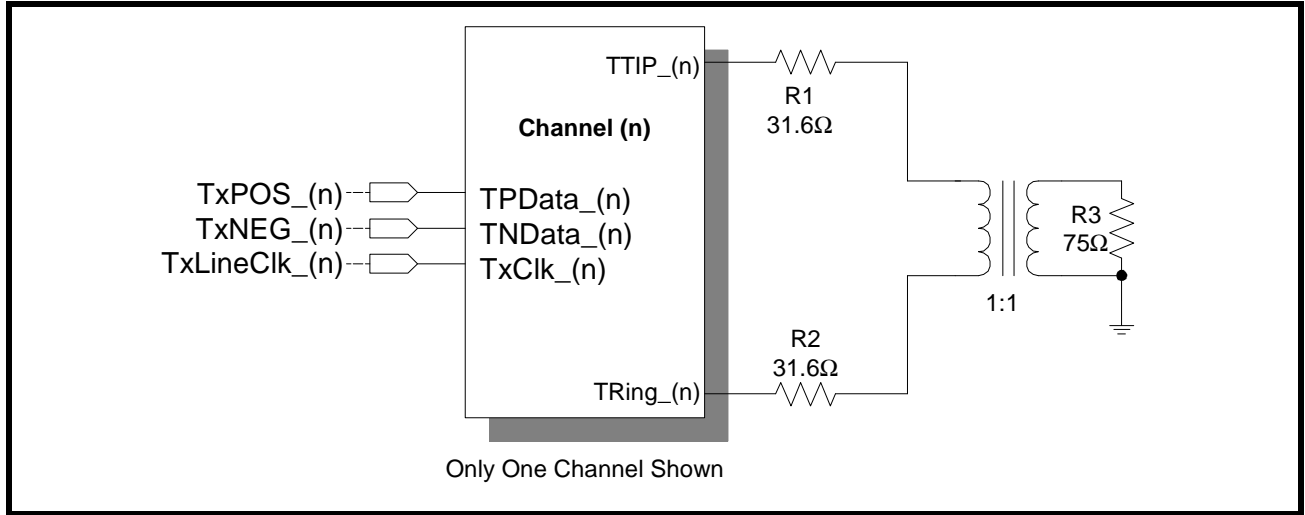 TTIP_(n)
R1
31.6Ω
Channel (n)
TxPOS_(n)
TPData_(n)
TxNEG_(n)
TNData_(n)
TxLineClk_(n)
TxClk_(n)
R3
75Ω
1:1
R2
31.6Ω
TRing_(n)
Only One Channel Shown